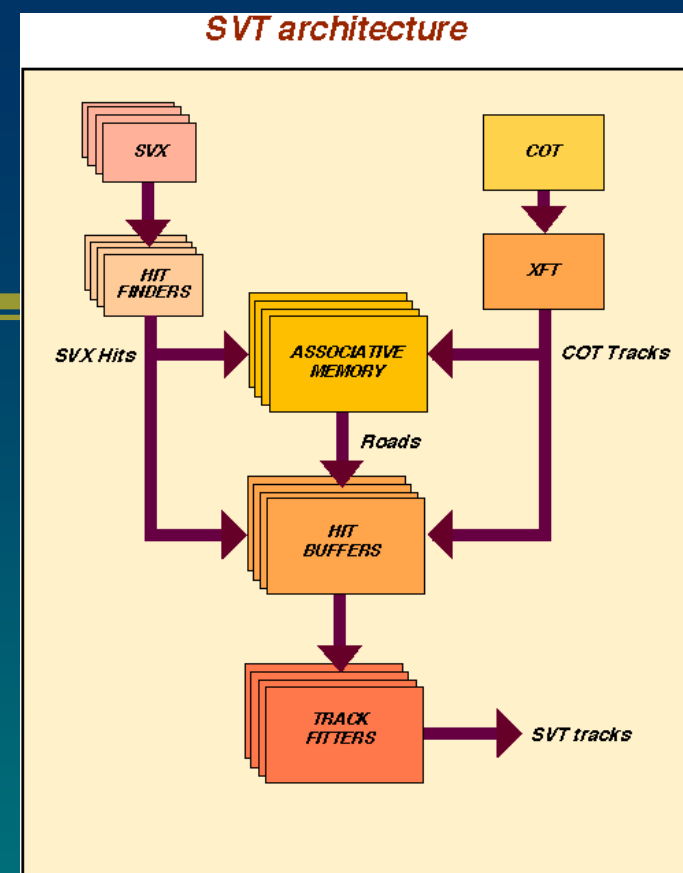 SVT architecture
SVX
COT
HIT
FINDERS
XFT
SVX Hits
ASSOCIATIVE
MEMORY
COT Tracks
Roads
HIT
BUFFERS
TRACK
FITTERS
SVT tracks